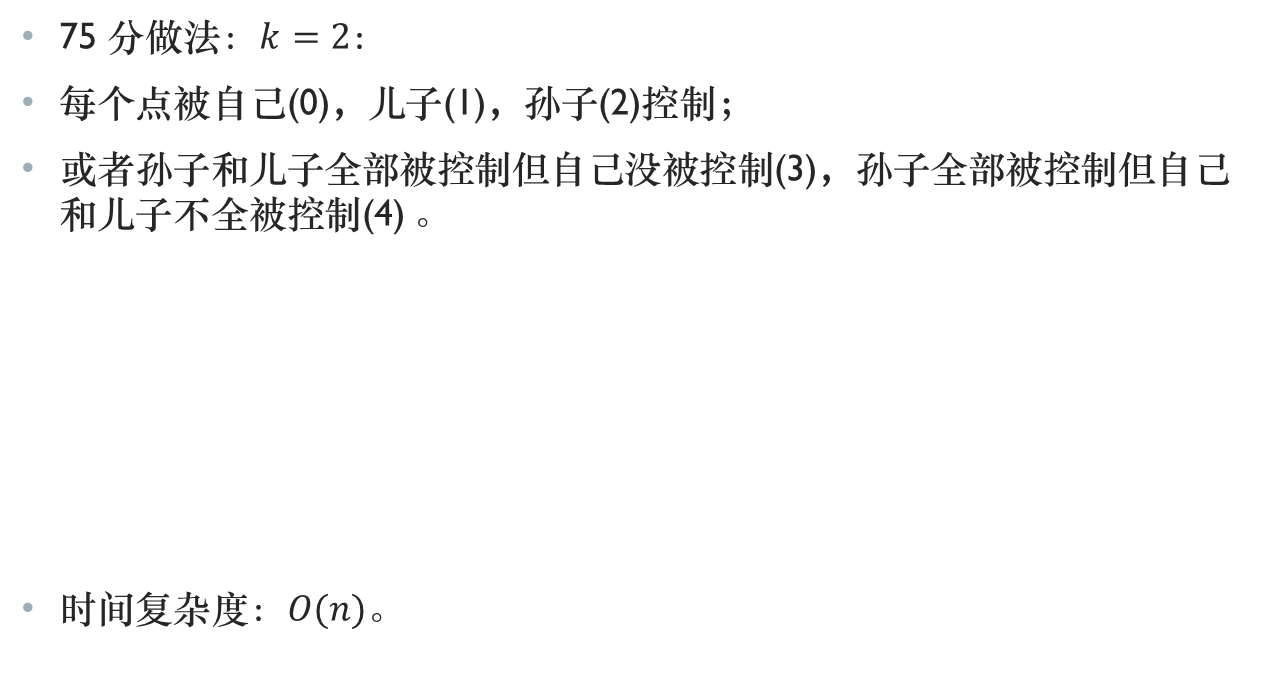 • 75 分做法：k = 2:
• 每个点被自己(0)，儿子(1)，孙子(2)控制；
• 或者孙子和儿子全部被控制但自己没被控制(3)，孙子全部被控制但自己
和儿子不全被控制(4) 。
• 时间复杂度：O(n)。